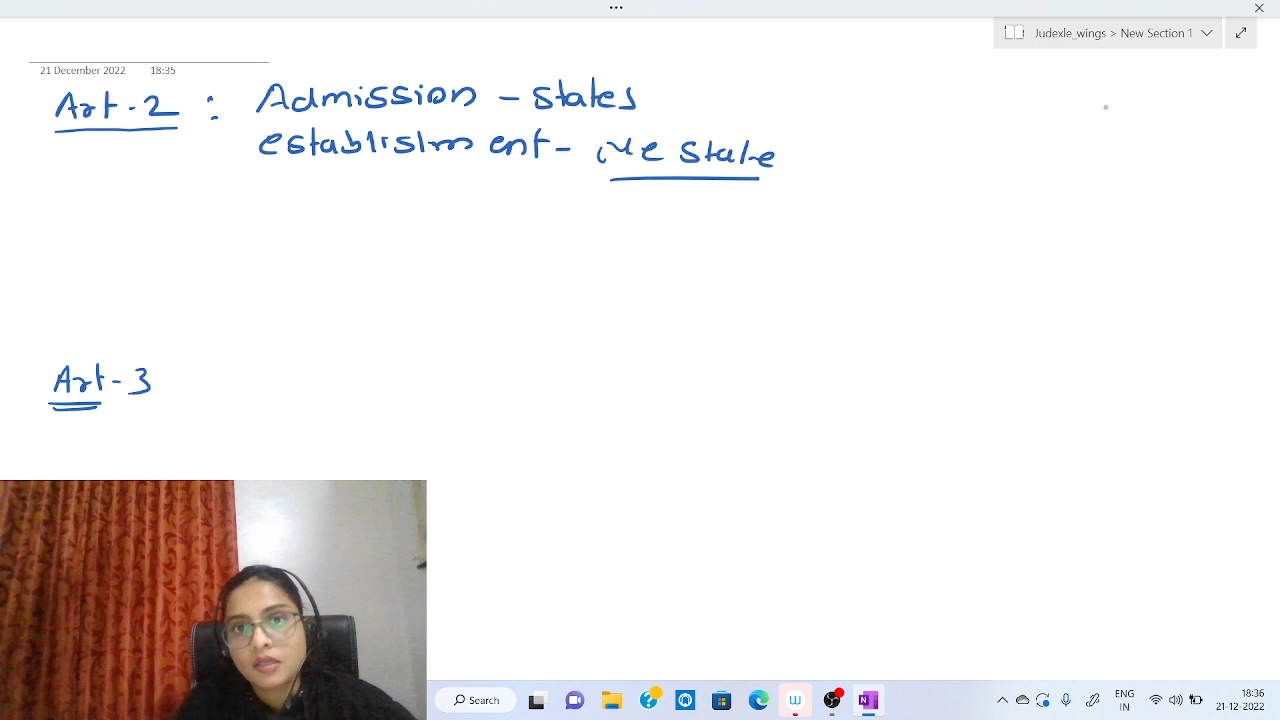 ...
Judexle_wings > New Section 1
21 December 2022 18:35
Art-2 : Admission - states
establishment - state
Art-3
Search
ENG
IN
18:36
21-12-2022